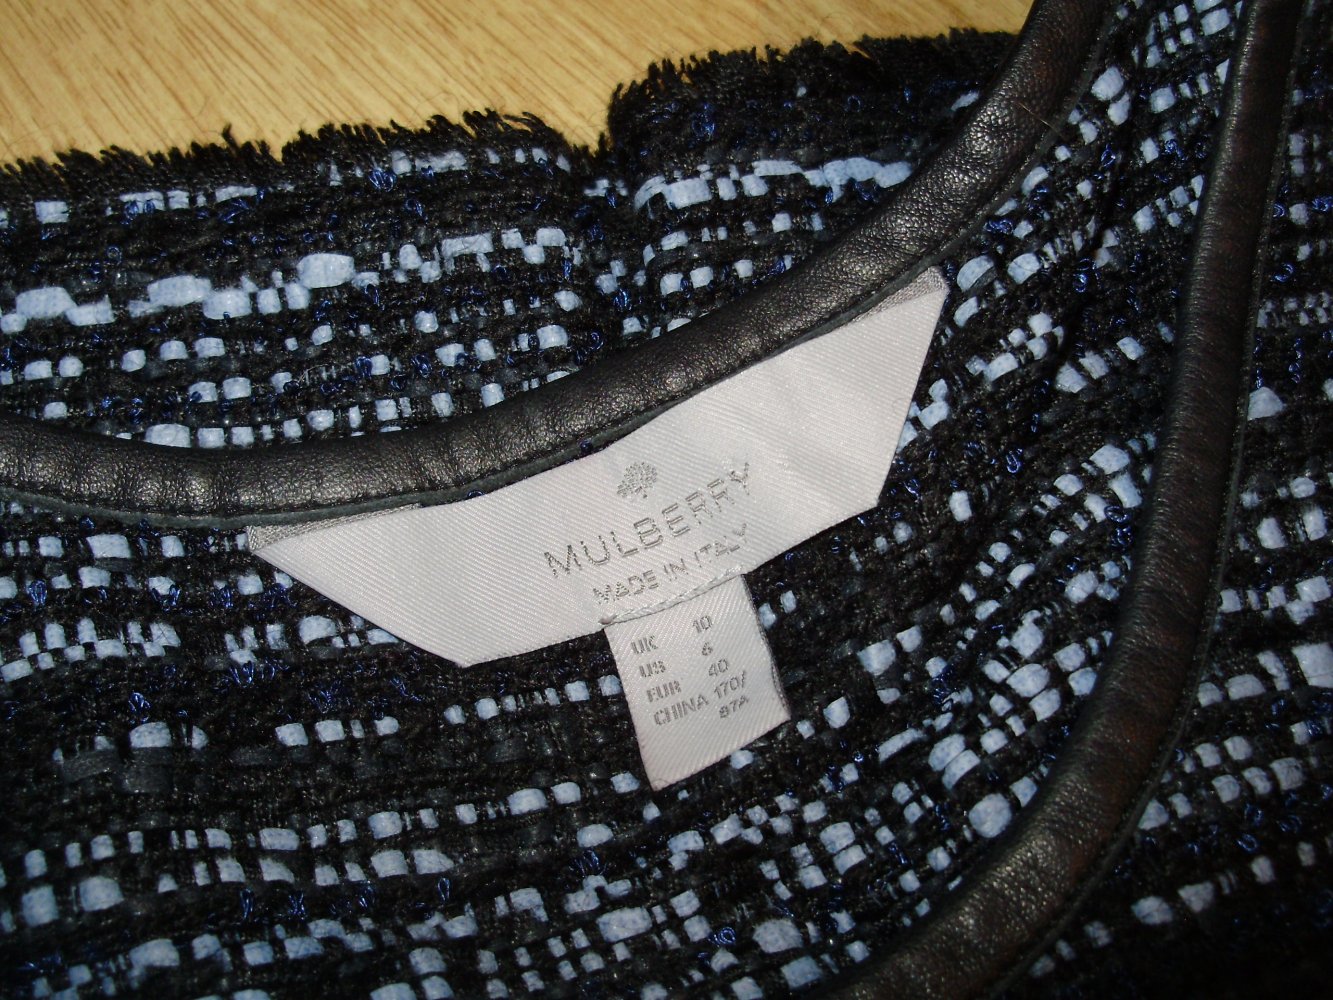 MULBERRY
MADE IN ITALY
UK 10
US 6
EUR 40
CHINA 170/
87A